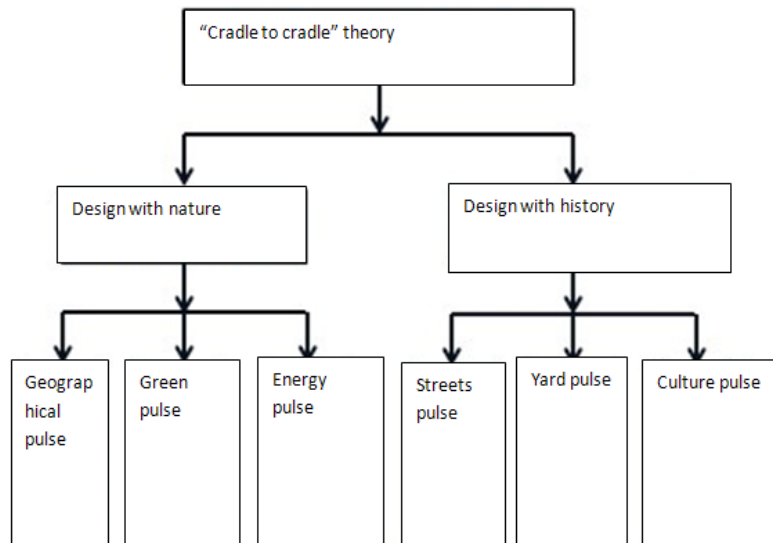 “Cradle to cradle” theory
Design with nature
Design with history
Geograp
hical
pulse
Green
pulse
Energy
pulse
Streets
pulse
Yard pulse
Culture pulse